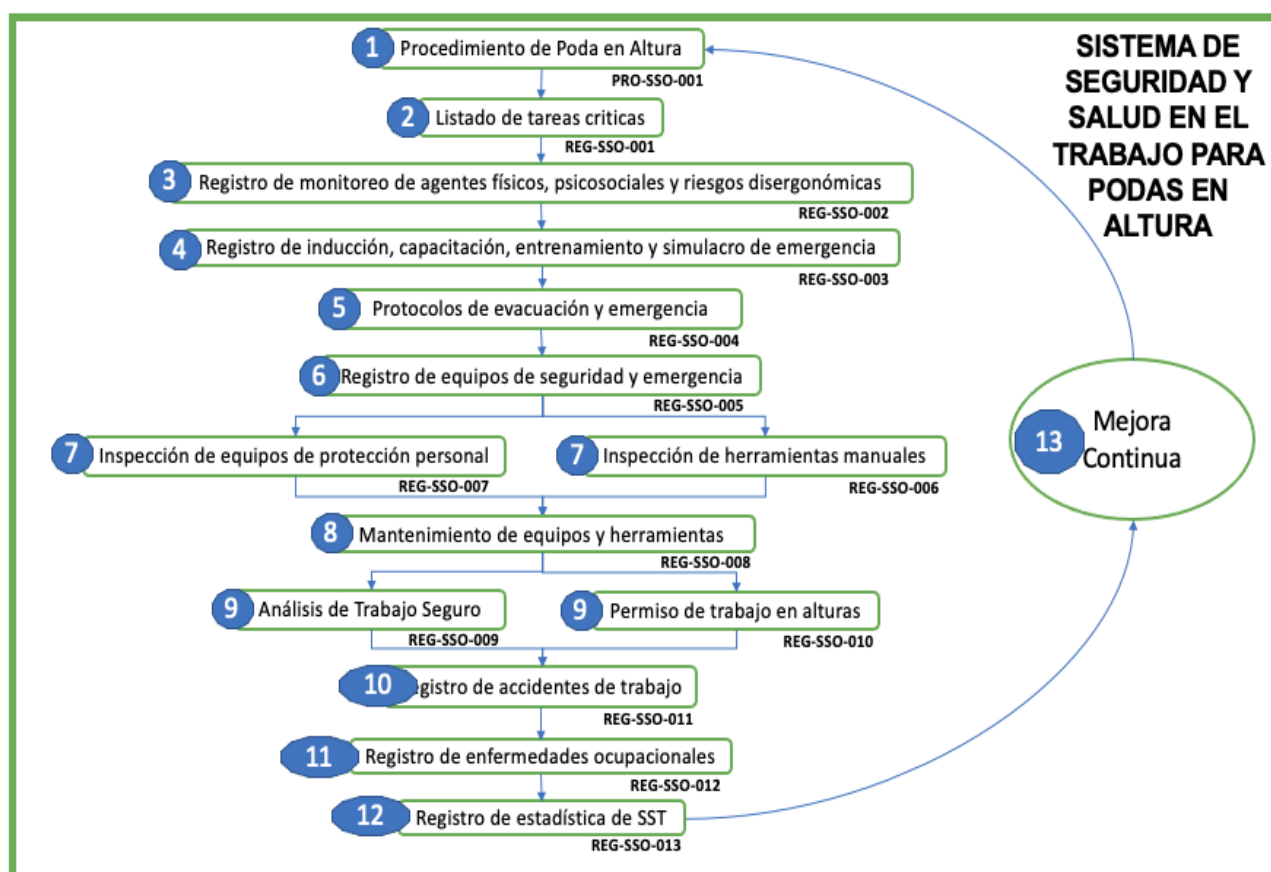 SISTEMA DE
SEGURIDAD Y
SALUD EN EL
TRABAJO PARA
PODAS EN
ALTURA
1 Procedimiento de Poda en Altura
PRO-SSO-001
2 Listado de tareas criticas
REG-SSO-001
3 Registro de monitoreo de agentes físicos, psicosociales y riesgos disergonómicas
REG-SSO-002
4 Registro de inducción, capacitación, entrenamiento y simulacro de emergencia
REG-SSO-003
5 Protocolos de evacuación y emergencia
REG-SSO-004
6 Registro de equipos de seguridad y emergencia
REG-SSO-005
7 Inspección de equipos de protección personal
REG-SSO-007
7 Inspección de herramientas manuales
REG-SSO-006
8 Mantenimiento de equipos y herramientas
REG-SSO-008
9 Análisis de Trabajo Seguro
REG-SSO-009
9 Permiso de trabajo en alturas
REG-SSO-010
10 egistro de accidentes de trabajo
REG-SSO-011
11 Registro de enfermedades ocupacionales
REG-SSO-012
12 Registro de estadística de SST
REG-SSO-013
13 Mejora
Continua